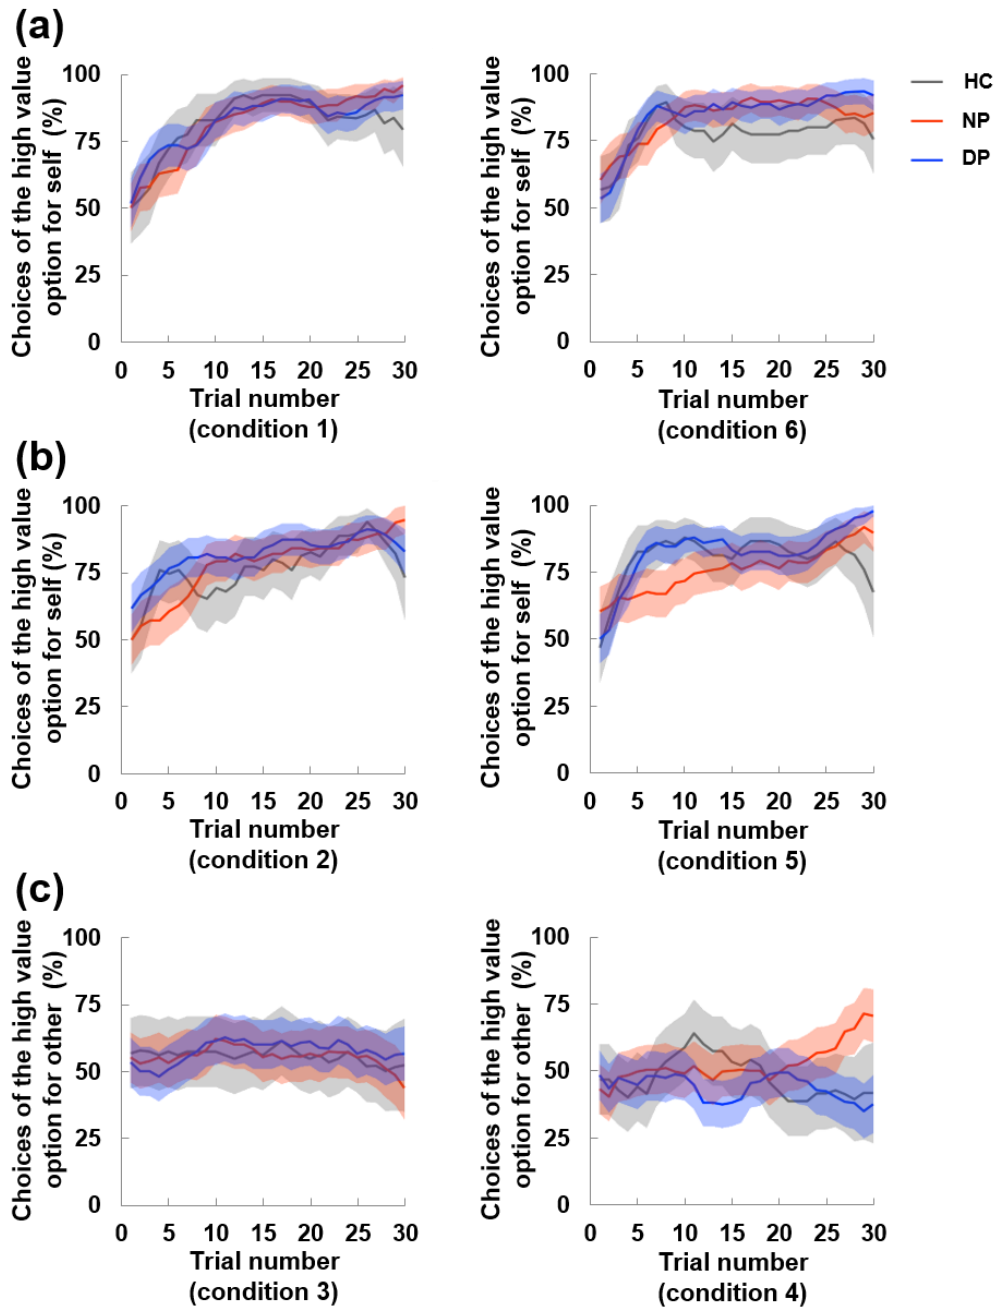 (a)
Choices of the high value
option for self (%)
100
75
50
25
0
0 5 10 15 20 25 30
Trial number
(condition 1)
Choices of the high value
option for self (%)
100
75
50
25
0
0 5 10 15 20 25 30
Trial number
(condition 6)
HC
NP
DP
(b)
Choices of the high value
option for self (%)
100
75
50
25
0
0 5 10 15 20 25 30
Trial number
(condition 2)
Choices of the high value
option for self (%)
100
75
50
25
0
0 5 10 15 20 25 30
Trial number
(condition 5)
(c)
Choices of the high value
option for other (%)
100
75
50
25
0
0 5 10 15 20 25 30
Trial number
(condition 3)
Choices of the high value
option for other (%)
100
75
50
25
0
0 5 10 15 20 25 30
Trial number
(condition 4)